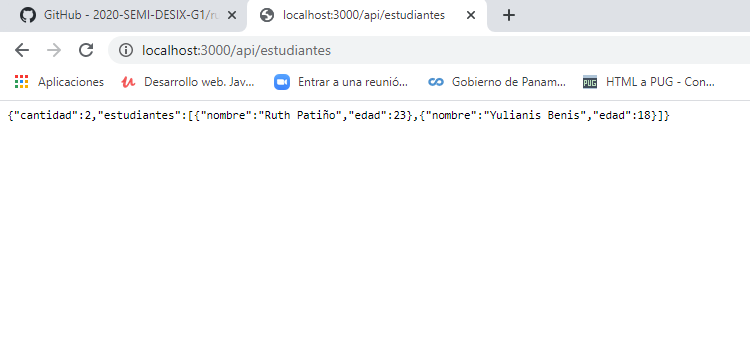 GitHub - 2020-SEMI-DESIX-G1/ru
localhost:3000/api/estudiantes
localhost:3000/api/estudiantes
Aplicaciones
Desarrollo web. Jav...
Entrar a una reunió...
Gobierno de Panam...
PUG
HTML a PUG - Con...
{"cantidad":2,"estudiantes":[{"nombre":"Ruth Patiño","edad":23},{"nombre":"Yulianis Benis","edad":18}]}